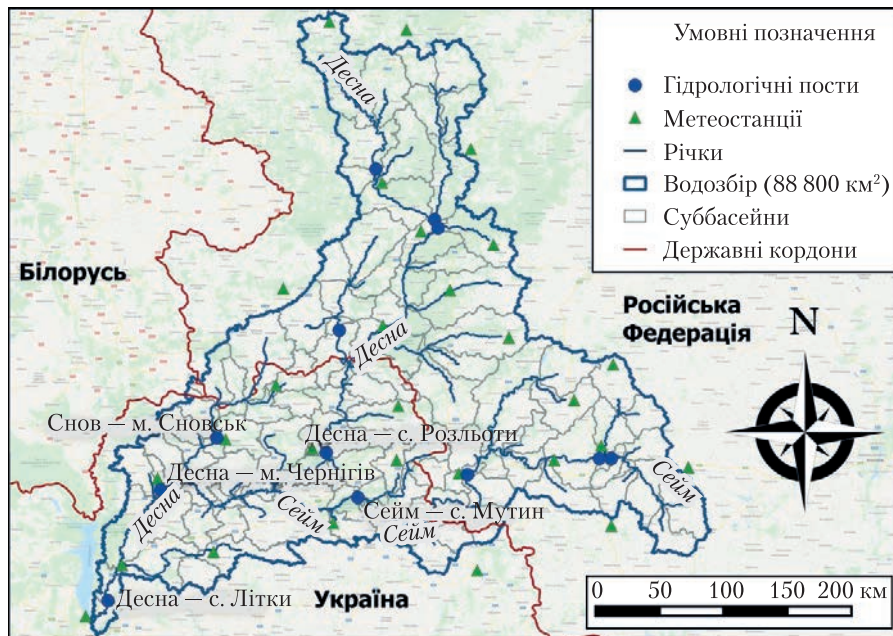 Умовні позначення
Гідрологічні пости
Метеостанції
Річки
Водозбір (88 800 км²)
Суббасейни
Державні кордони
Десна
Білорусь
Російська
Федерація
N
Десна
Снов — м. Сновськ
Десна — с. Розльоти
Десна — м. Чернігів
Десна
Сейм
Сейм — с. Мутин
Сейм
Сейм
Десна — с. Літки
Україна
0 50 100 150 200 км